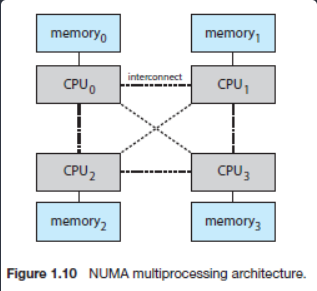 memory0 memory1
CPU0 interconnect CPU1
CPU2 CPU3
memory2 memory3
Figure 1.10 NUMA multiprocessing architecture.